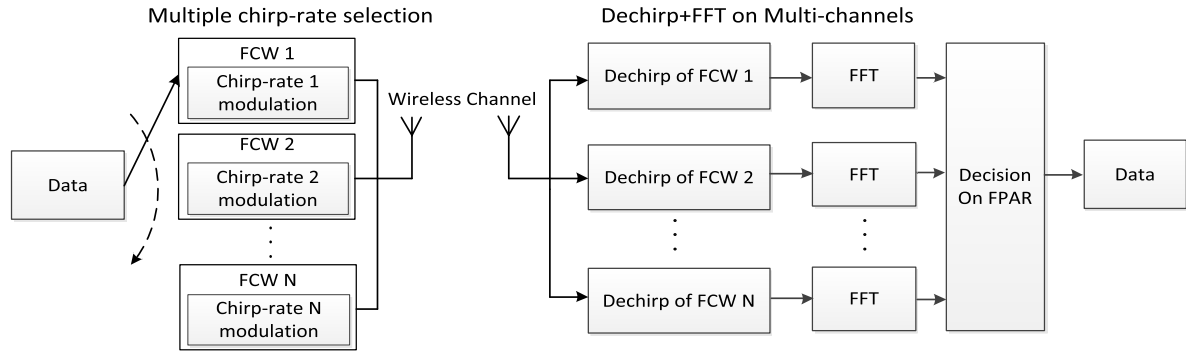 Multiple chirp-rate selection
Dechirp+FFT on Multi-channels
Data
FCW 1
Chirp-rate 1
modulation
FCW 2
Chirp-rate 2
modulation
FCW N
Chirp-rate N
modulation
Wireless Channel
Dechirp of FCW 1
FFT
Dechirp of FCW 2
FFT
Dechirp of FCW N
FFT
Decision
On FPAR
Data